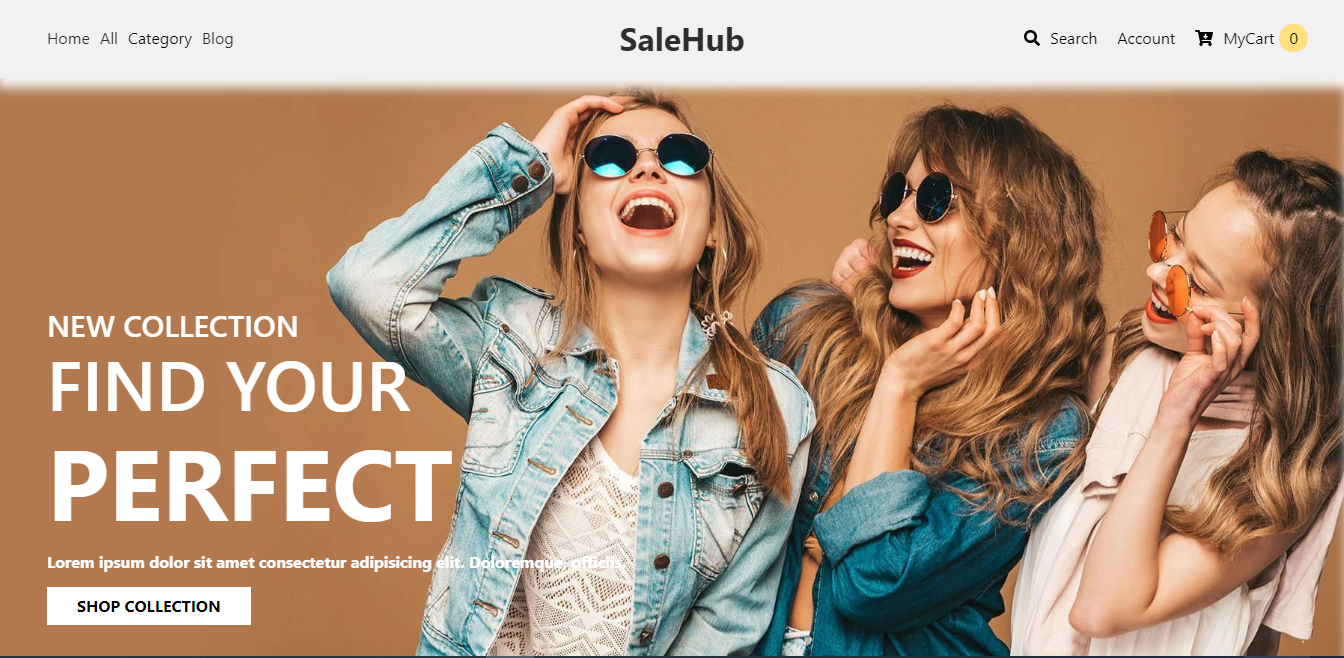 Home All Category Blog
SaleHub
Search Account MyCart 0
NEW COLLECTION
FIND YOUR
PERFECT
Lorem ipsum dolor sit amet consectetur adipisicing elit. Doloremque, officiis.
SHOP COLLECTION